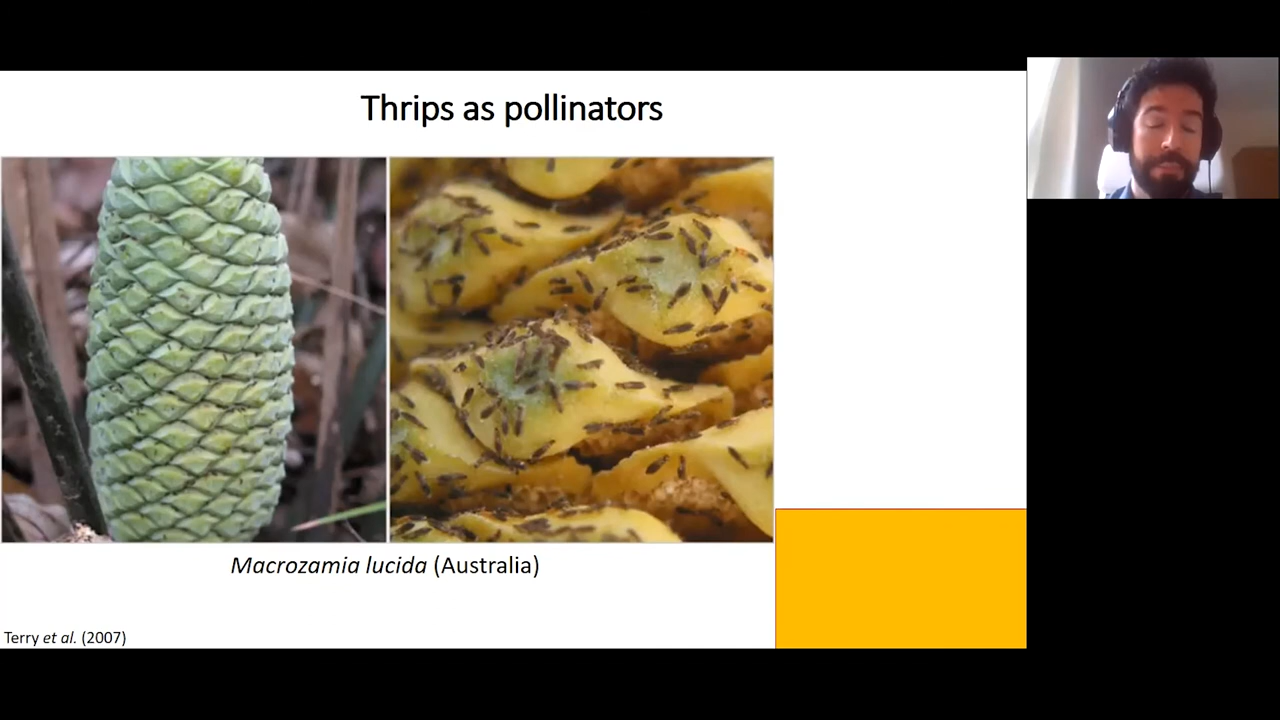 Thrips as pollinators
Macrozamia lucida (Australia)
Terry et al. (2007)